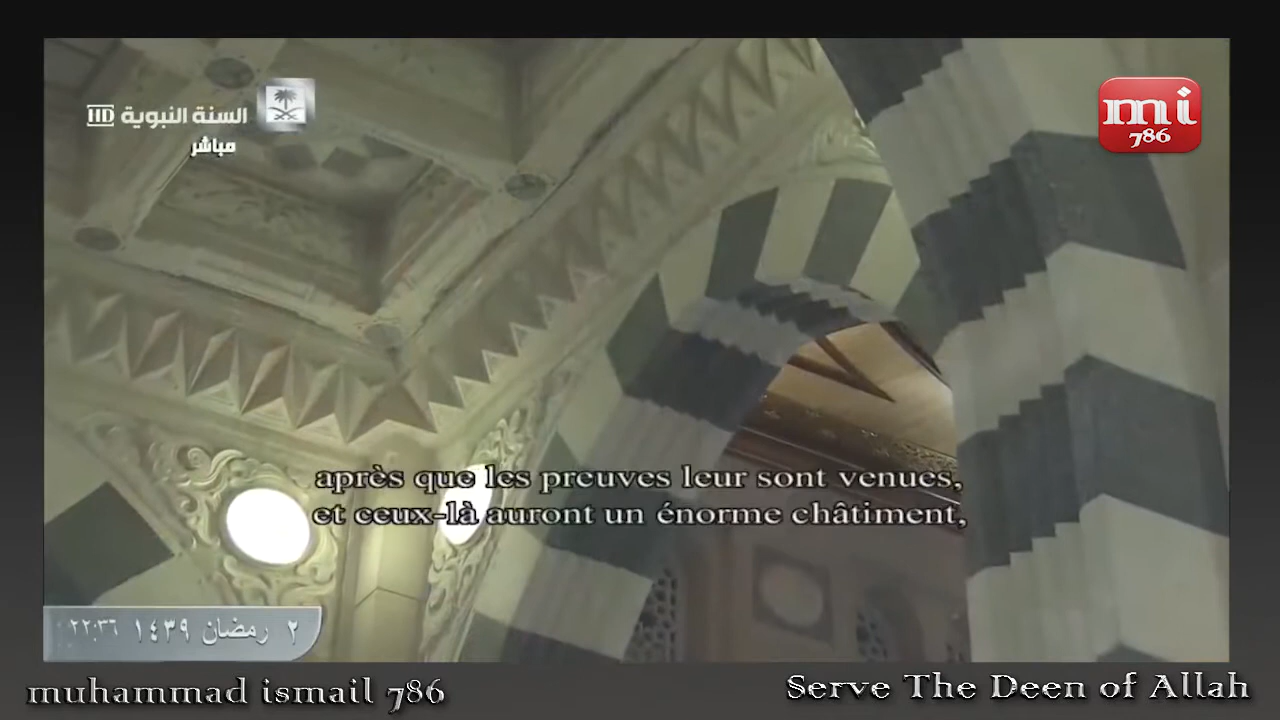 السنة النبوية HD
مباشر
mi
786
après que les preuves leur sont venues,
et ceux-là auront un énorme châtiment,
٢ رمضان ١٤٣٩ ٢٢:٣٦
muhammad ismail 786
Serve The Deen of Allah